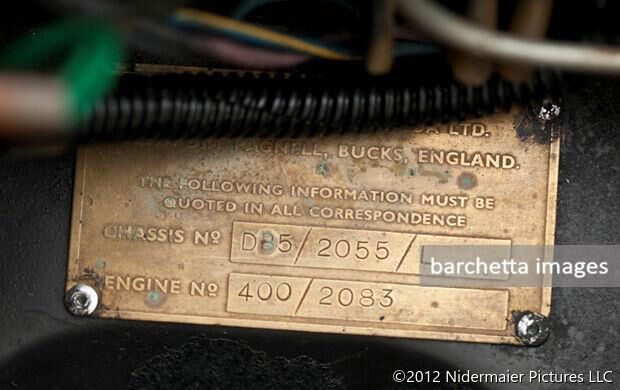 LTD.
PAGNELL, BUCKS, ENGLAND.
THE FOLLOWING INFORMATION MUST BE
QUOTED IN ALL CORRESPONDENCE
CHASSIS Nº DB5/2055/L
barchetta images
ENGINE Nº 400/2083
©2012 Nidermaier Pictures LLC